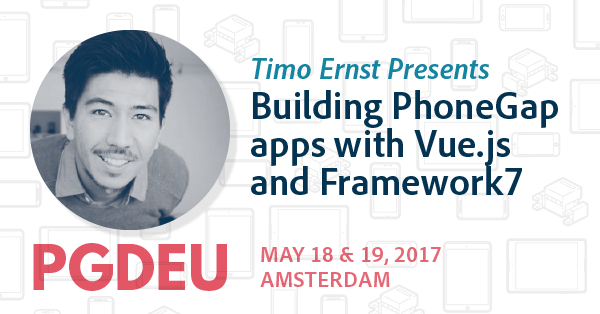 Timo Ernst Presents
Building PhoneGap
apps with Vue.js
and Framework7
PGDEU
MAY 18 & 19, 2017
AMSTERDAM